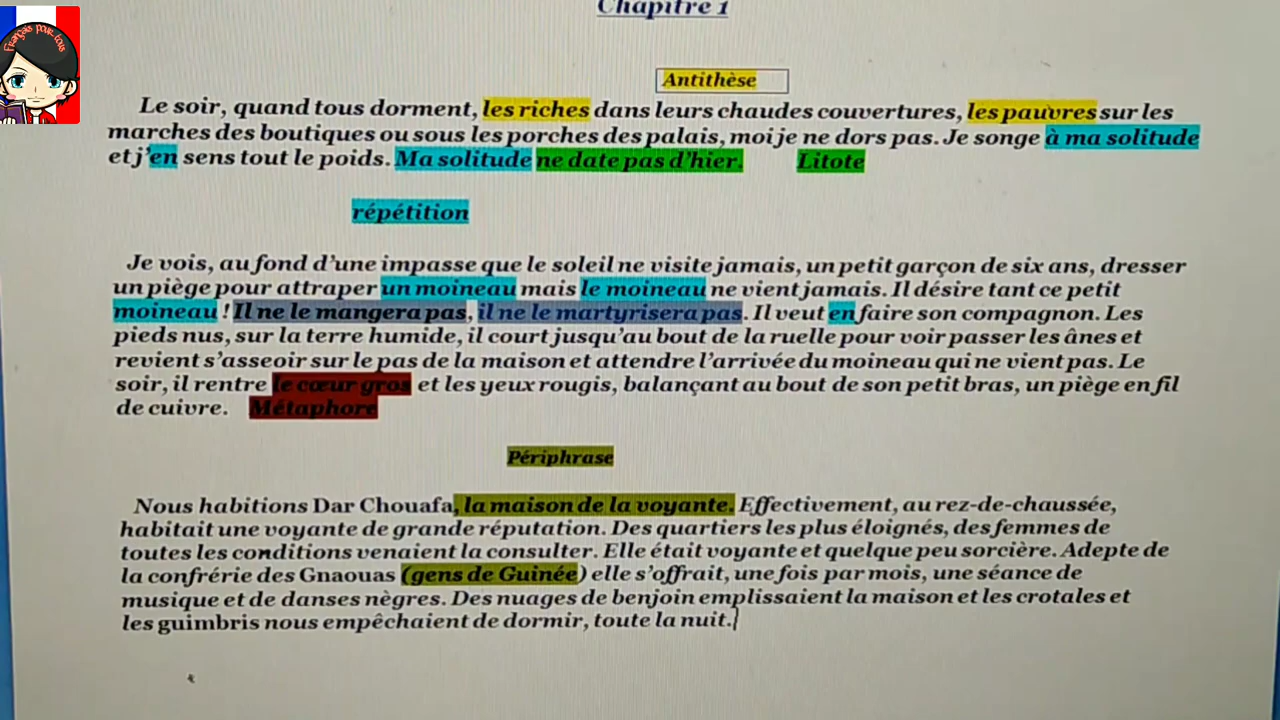 Français pour tous
Chapitre 1
Antithèse
Le soir, quand tous dorment, les riches dans leurs chaudes couvertures, les pauvres sur les
marches des boutiques ou sous les porches des palais, moi je ne dors pas. Je songe à ma solitude
et j'en sens tout le poids. Ma solitude ne date pas d'hier. Litote
répétition
Je vois, au fond d'une impasse que le soleil ne visite jamais, un petit garçon de six ans, dresser
un piège pour attraper un moineau mais le moineau ne vient jamais. Il désire tant ce petit
moineau ! Il ne le mangera pas, il ne le martyrisera pas. Il veut en faire son compagnon. Les
pieds nus, sur la terre humide, il court jusqu'au bout de la ruelle pour voir passer les ânes et
revient s'asseoir sur le pas de la maison et attendre l'arrivée du moineau qui ne vient pas. Le
soir, il rentre le cœur gros et les yeux rougis, balançant au bout de son petit bras, un piège en fil
de cuivre. Métaphore
Périphrase
Nous habitions Dar Chouafa, la maison de la voyante. Effectivement, au rez-de-chaussée,
habitait une voyante de grande réputation. Des quartiers les plus éloignés, des femmes de
toutes les conditions venaient la consulter. Elle était voyante et quelque peu sorcière. Adepte de
la confrérie des Gnaouas (gens de Guinée) elle s'offrait, une fois par mois, une séance de
musique et de danses nègres. Des nuages de benjoin emplissaient la maison et les crotales et
les guimbris nous empêchaient de dormir, toute la nuit.